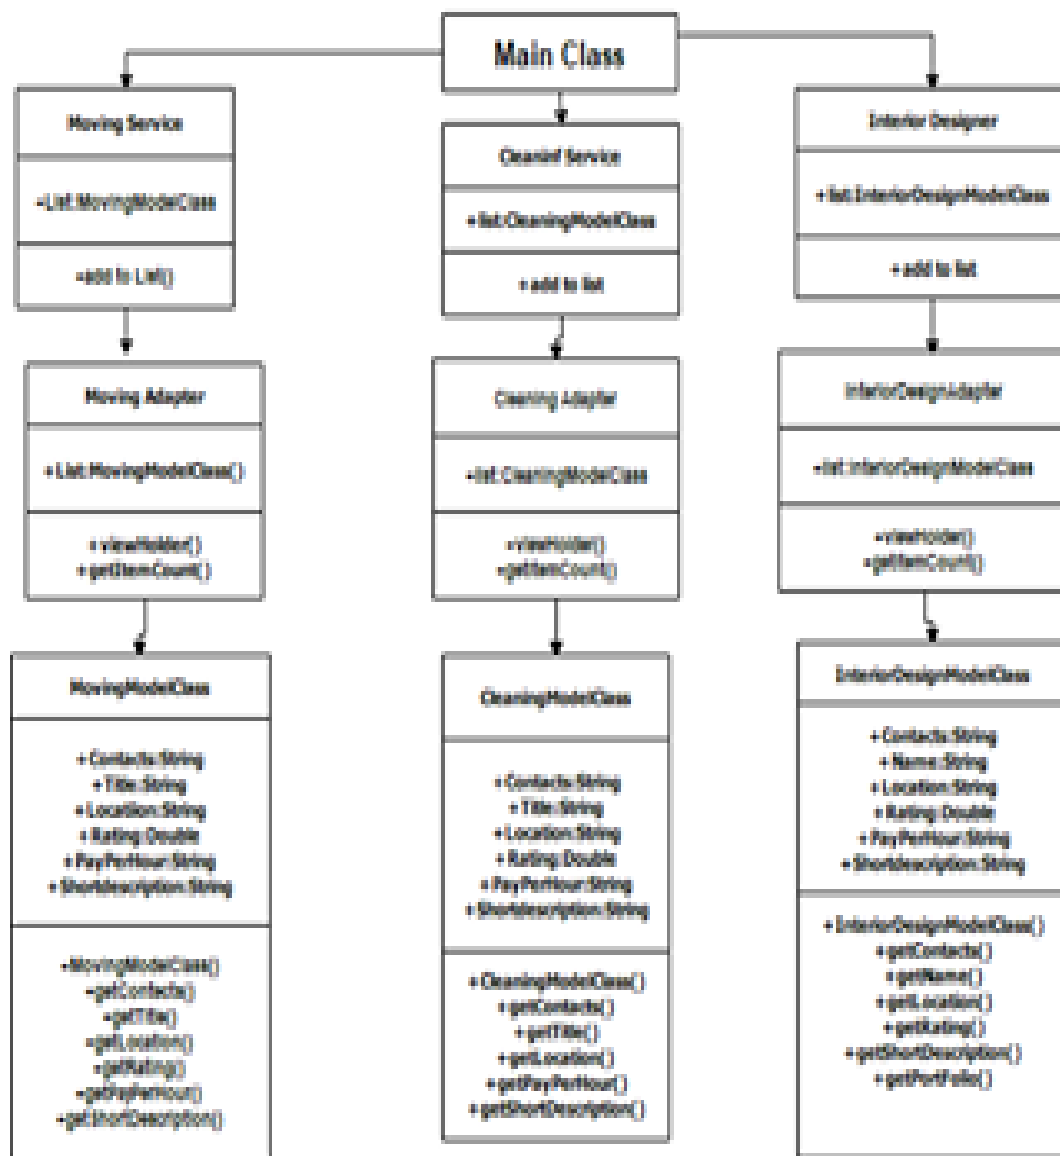 Main Class
Moving Service
+List:MovingModelClass
+add to List()
Cleaninf Service
+ list:CleaningModelClass
+ add to list
Interior Designer
+ list:InteriorDesignModelClass
+ add to list
Moving Adapter
+ List:MovingModelClass()
+ viewHolder()
+ getItemCount()
Cleaning Adapter
+list:CleaningModelClass
+viewHolder()
+getItemCount()
InteriorDesignAdapter
+list:InteriorDesignModelClass
+viewHolder()
+getItemCount()
MovingModelClass
+ Contacts:String
+ Title:String
+ Location:String
+ Rating:Double
+ PayPerHour:String
+ Shortdescription:String
+MovingModelClass()
+getContacts()
+getTitle()
+getLocation()
+getRating()
+getPayPerHour()
+getShortDescription()
CleaningModelClass
+ Contacts:String
+ Title:String
+ Location:String
+ Rating:Double
+ PayPerHour:String
+ Shortdescription:String
+ CleaningModelClass()
+ getContacts()
+ getTitle()
+ getLocation()
+ getPayPerHour()
+ getShortDescription()
InteriorDesignModelClass
+ Contacts:String
+ Name:String
+ Location:String
+ Rating:Double
+ PayPerHour:String
+ Shortdescription:String
+ InteriorDesignModelClass()
+ getContacts()
+ getName()
+ getLocation()
+ getRating()
+ getShortDescription()
+ getPortFolio()